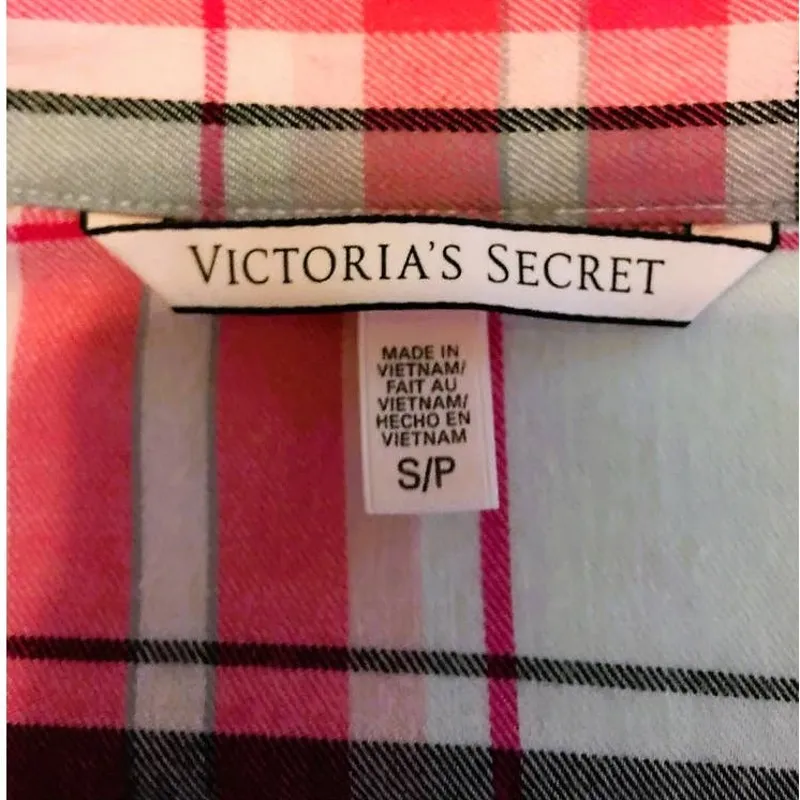 VICTORIA'S SECRET
MADE IN
VIETNAM/
FAIT AU
VIETNAM/
HECHO EN
VIETNAM
S/P